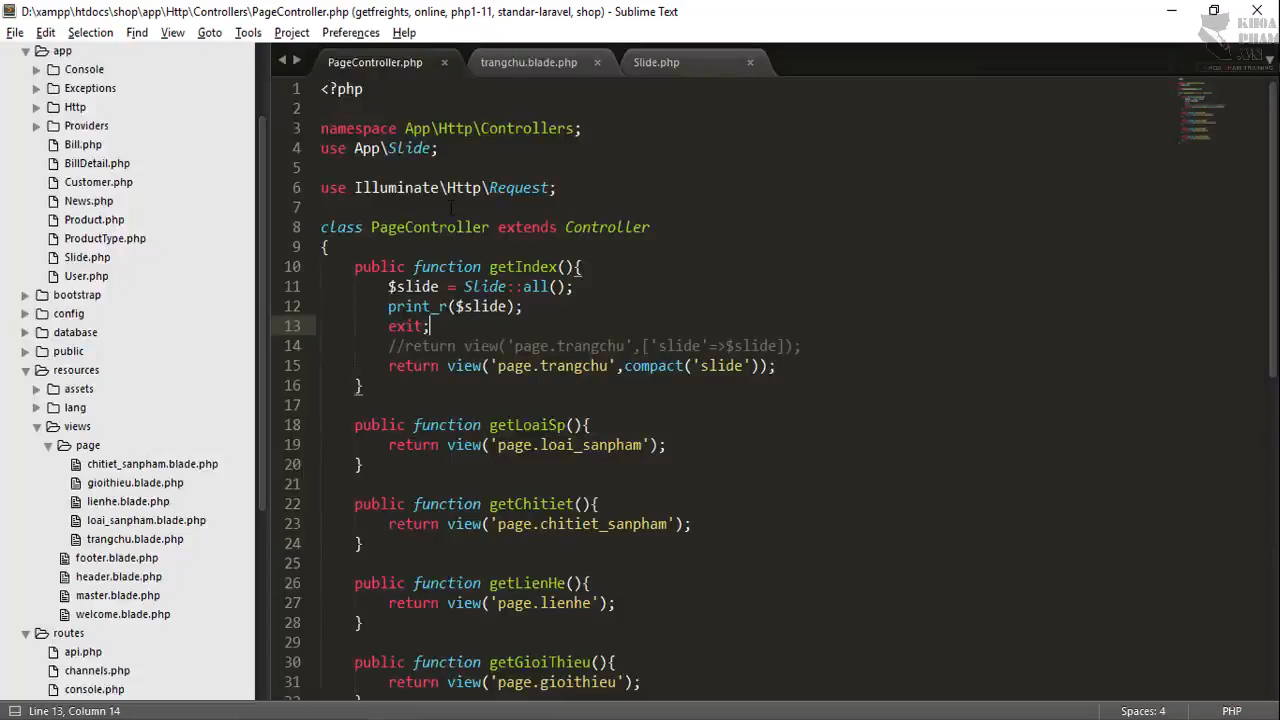 D:\xampp\htdocs\shop\app\Http\Controllers\PageController.php (getfreights, online, php1-11, standar-laravel, shop) - Sublime Text
File Edit Selection Find View Goto Tools Project Preferences Help
KHOA
PHAM
app
Console
Exceptions
Http
Providers
Bill.php
BillDetail.php
Customer.php
News.php
Product.php
ProductType.php
Slide.php
User.php
bootstrap
config
database
public
resources
assets
lang
views
page
chitiet_sanpham.blade.php
gioithieu.blade.php
lienhe.blade.php
loai_sanpham.blade.php
trangchu.blade.php
footer.blade.php
header.blade.php
master.blade.php
welcome.blade.php
routes
api.php
channels.php
console.php
PageController.php × trangchu.blade.php × Slide.php ×
1 <?php
2
3 namespace App\Http\Controllers;
4 use App\Slide;
5
6 use Illuminate\Http\Request;
7
8 class PageController extends Controller
9 {
10 public function getIndex(){
11 $slide = Slide::all();
12 print_r($slide);
13 exit;
14 //return view('page.trangchu',['slide'=>$slide]);
15 return view('page.trangchu',compact('slide'));
16 }
17
18 public function getLoaiSp(){
19 return view('page.loai_sanpham');
20 }
21
22 public function getChitiet(){
23 return view('page.chitiet_sanpham');
24 }
25
26 public function getLienHe(){
27 return view('page.lienhe');
28 }
29
30 public function getGioiThieu(){
31 return view('page.gioithieu');
Line 13, Column 14 Spaces: 4 PHP